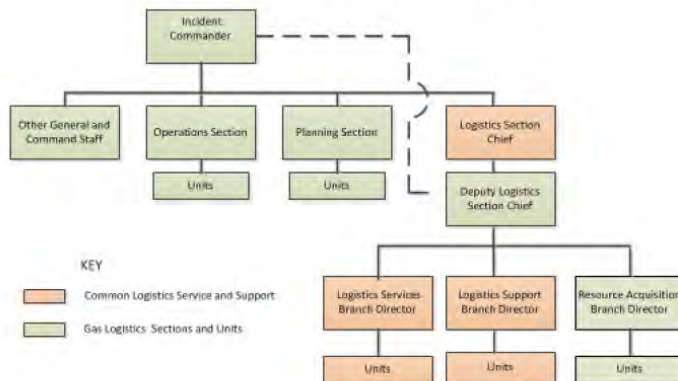 Incident
Commander
Other General and
Command Staff
Operations Section
Planning Section
Logistics Section
Chief
Units
Units
Deputy Logistics
Section Chief
KEY
Common Logistics Service and Support
Gas Logistics Sections and Units
Logistics Services
Branch Director
Logistics Support
Branch Director
Resource Acquisition
Branch Director
Units
Units
Units